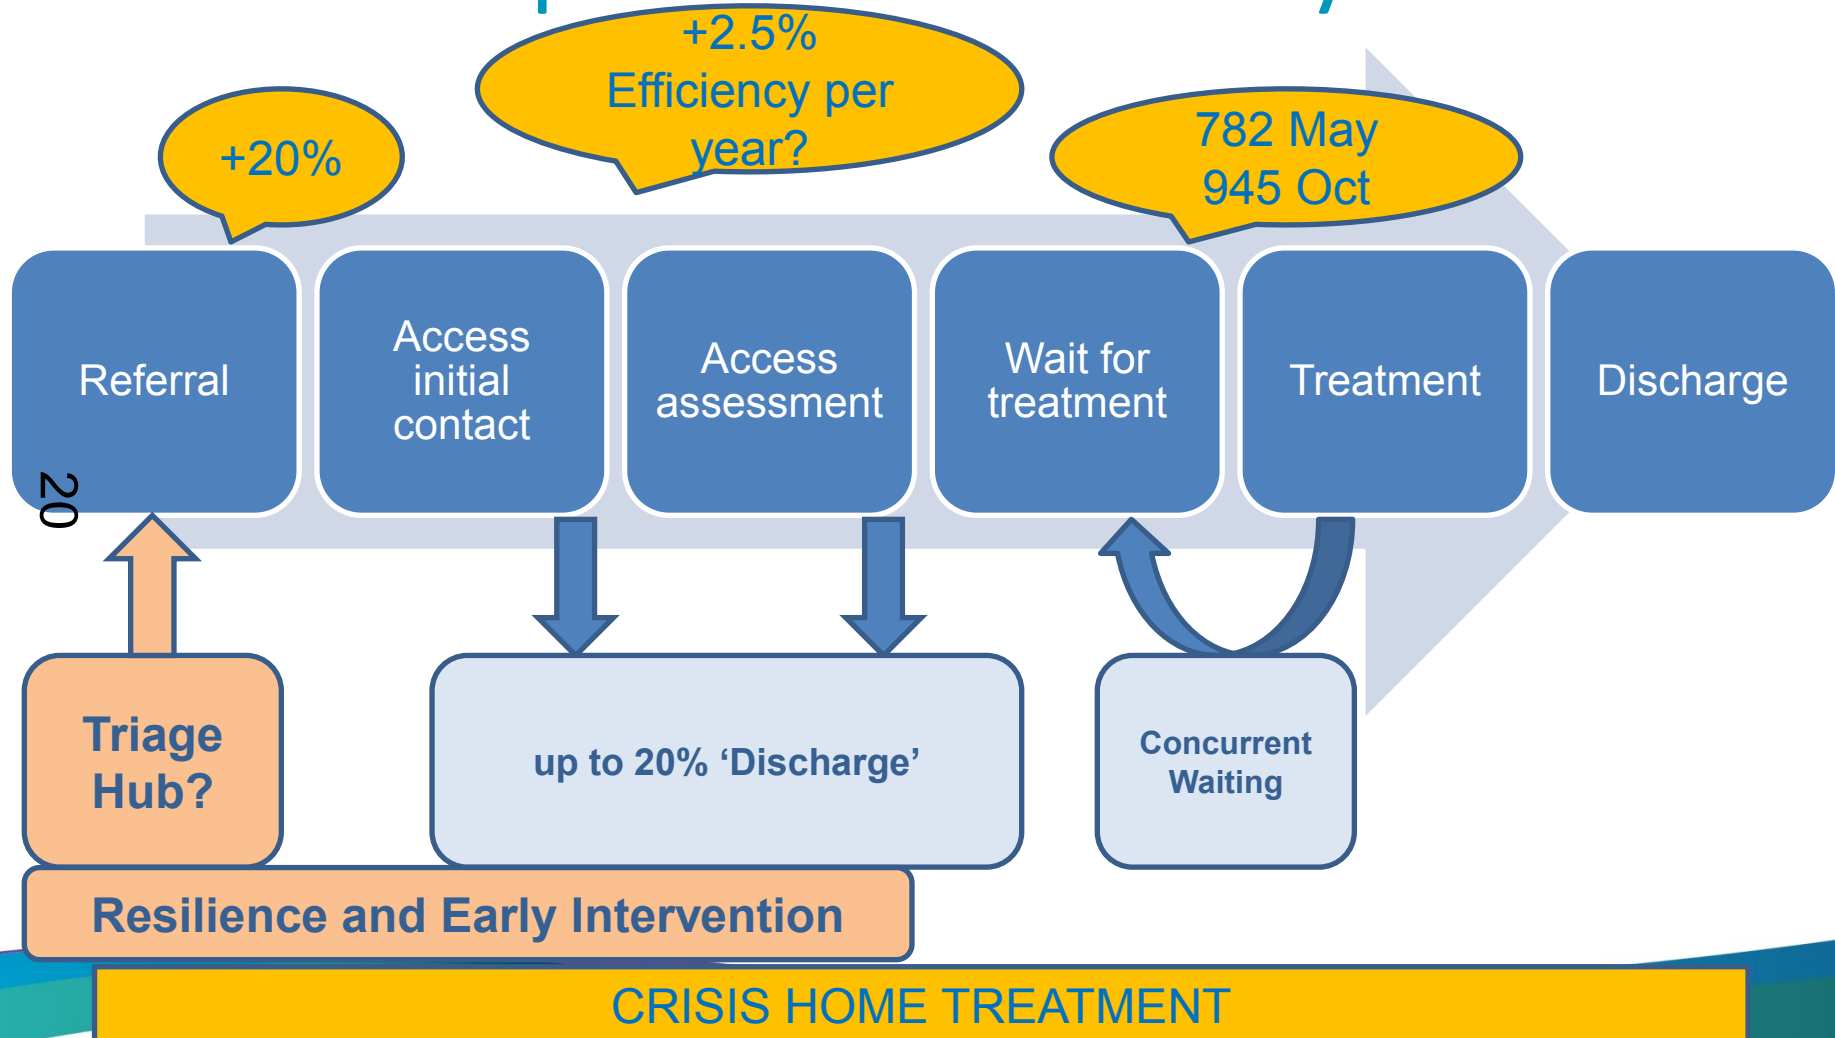 +2.5%
Efficiency per
year?
+20%
782 May
945 Oct
Referral
Access
initial
contact
Access
assessment
Wait for
treatment
Treatment
Discharge
20
Triage
Hub?
up to 20% ‘Discharge’
Concurrent
Waiting
Resilience and Early Intervention
CRISIS HOME TREATMENT